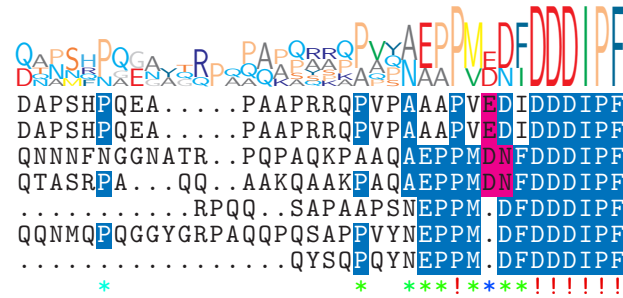 DAPSHPQEA.....PAAPRRQPVPAAAPVEDIDDDIPF
DAPSHPQEA.....PAAPRRQPVPAAAPVEDIDDDIPF
QNNNFNGGNATR..PQPAQKPAAQAEPPMDNFDDDIPF
QTASRPA...QQ..AAKQAAKPAQAEPPMDNFDDDIPF
...........RPQQ..SAPAAPSNEPPM.DFDDDIPF
QQNMQPQGGYGRPAQQPQSAPPVYNEPPM.DFDDDIPF
.................QYSQPQYNEPPM.DFDDDIPF
* * ***!****!!!!!!